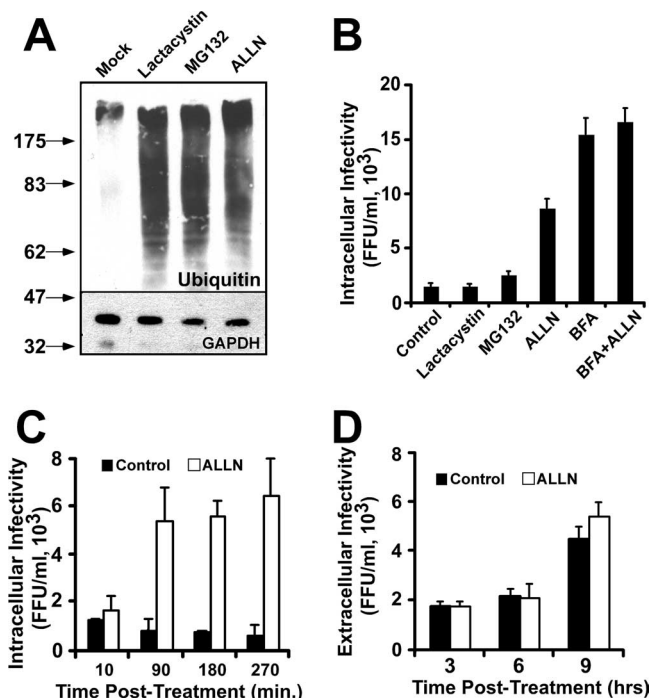 A
Mock
Lactacystin
MG132
ALLN
175
83
62
Ubiquitin
47
GAPDH
32
B
Intracellular Infectivity
(FFU/ml, 10³)
20
15
10
5
0
Control
Lactacystin
MG132
ALLN
BFA
BFA+ALLN
C
Control
ALLN
Intracellular Infectivity
(FFU/ml, 10³)
8
6
4
2
0
10 90 180 270
Time Post-Treatment (min.)
D
Control
ALLN
Extracellular Infectivity
(FFU/ml, 10³)
8
6
4
2
0
3 6 9
Time Post-Treatment (hrs)